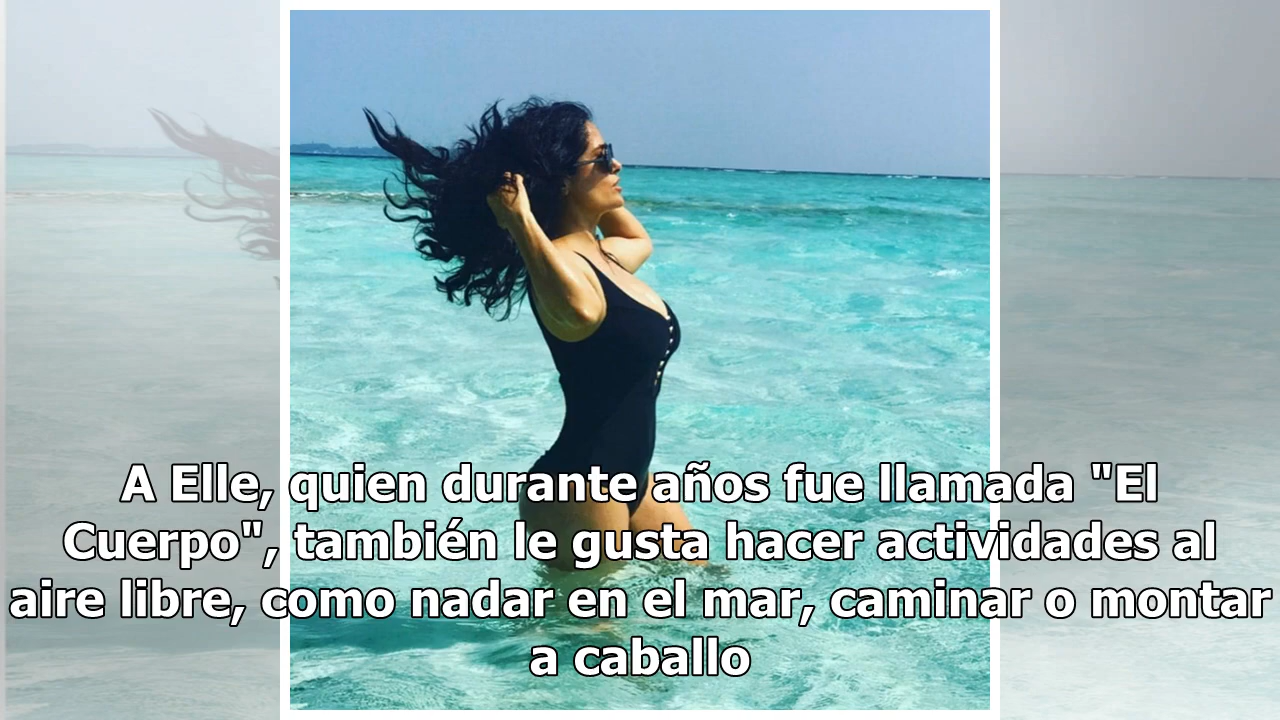 A Elle, quien durante años fue llamada "El
Cuerpo", también le gusta hacer actividades al
aire libre, como nadar en el mar, caminar o montar
a caballo